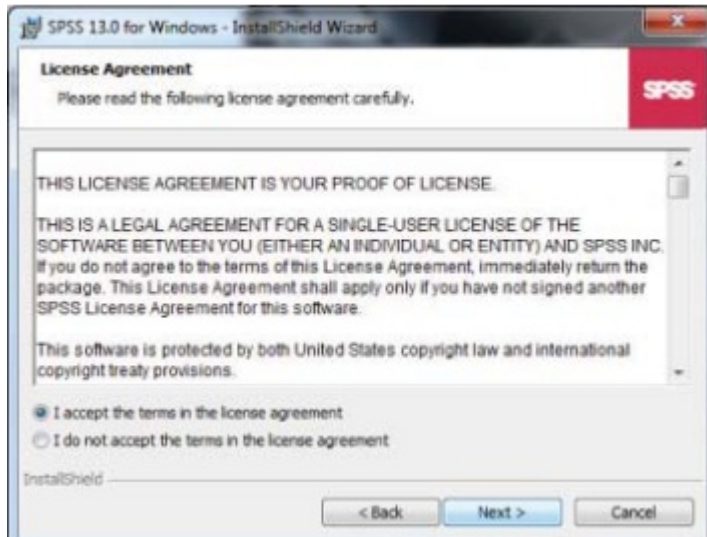 SPSS 13.0 for Windows - InstallShield Wizard
License Agreement
Please read the following license agreement carefully.
SPSS
THIS LICENSE AGREEMENT IS YOUR PROOF OF LICENSE.
THIS IS A LEGAL AGREEMENT FOR A SINGLE-USER LICENSE OF THE
SOFTWARE BETWEEN YOU (EITHER AN INDIVIDUAL OR ENTITY) AND SPSS INC.
If you do not agree to the terms of this License Agreement, immediately return the
package. This License Agreement shall apply only if you have not signed another
SPSS License Agreement for this software.
This software is protected by both United States copyright law and international
copyright treaty provisions.
I accept the terms in the license agreement
I do not accept the terms in the license agreement
InstallShield
< Back
Next >
Cancel